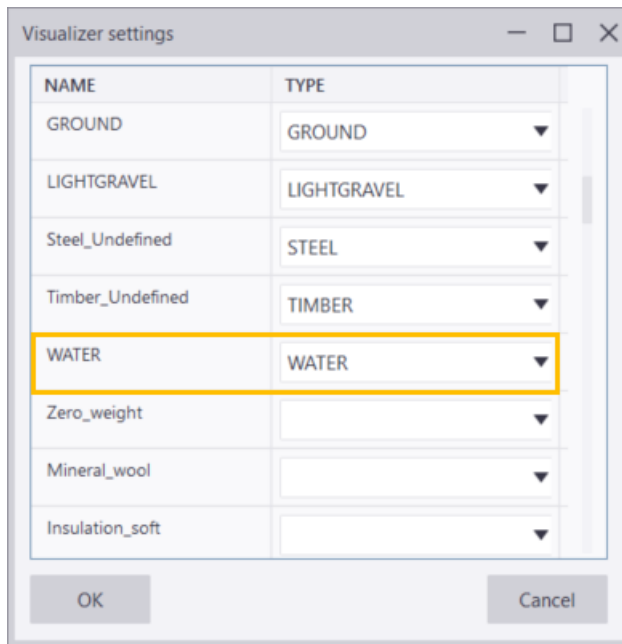 Visualizer settings
NAME TYPE
GROUND GROUND
LIGHTGRAVEL LIGHTGRAVEL
Steel_Undefined STEEL
Timber_Undefined TIMBER
WATER WATER
Zero_weight
Mineral_wool
Insulation_soft
OK Cancel